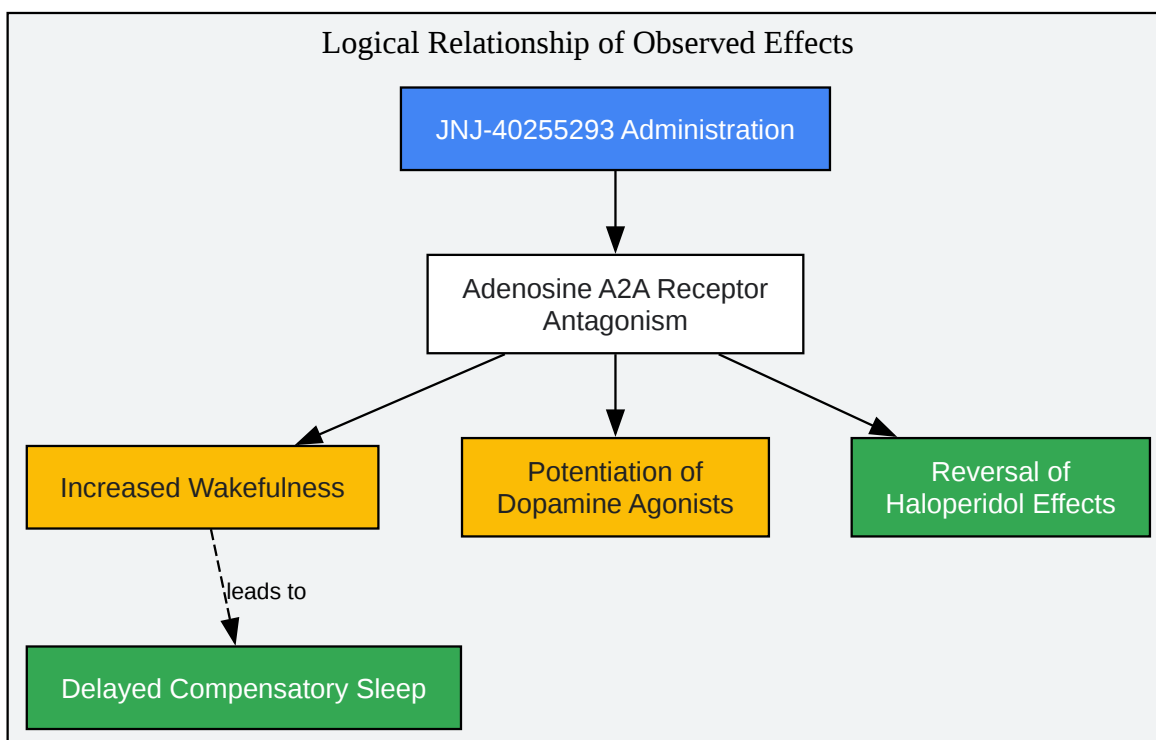 Logical Relationship of Observed Effects
JNJ-40255293 Administration
Adenosine A2A Receptor
Antagonism
Increased Wakefulness
Potentiation of
Dopamine Agonists
Reversal of
Haloperidol Effects
leads to
Delayed Compensatory Sleep